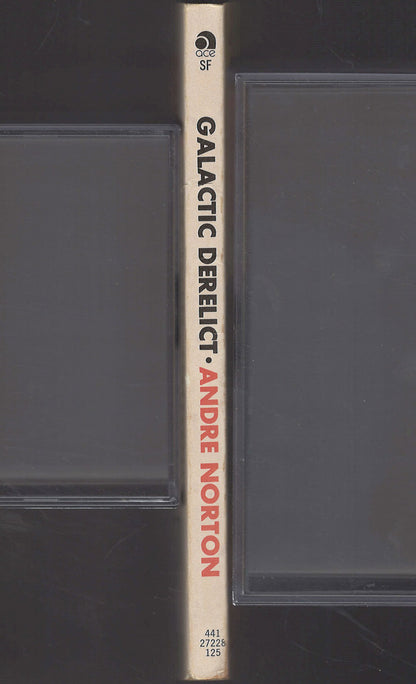 ace
SF
GALACTIC DERELICT • ANDRE NORTON
441
27228
125